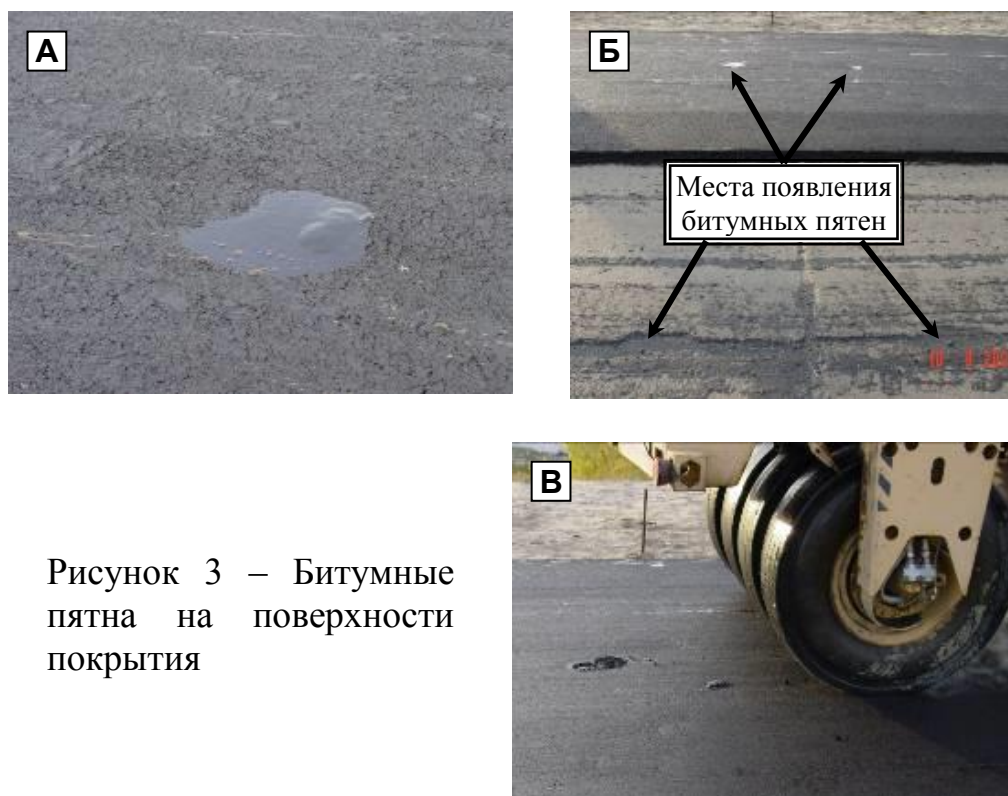 А
Б
Места появления
битумных пятен
В
Рисунок 3 – Битумные
пятна на поверхности
покрытия